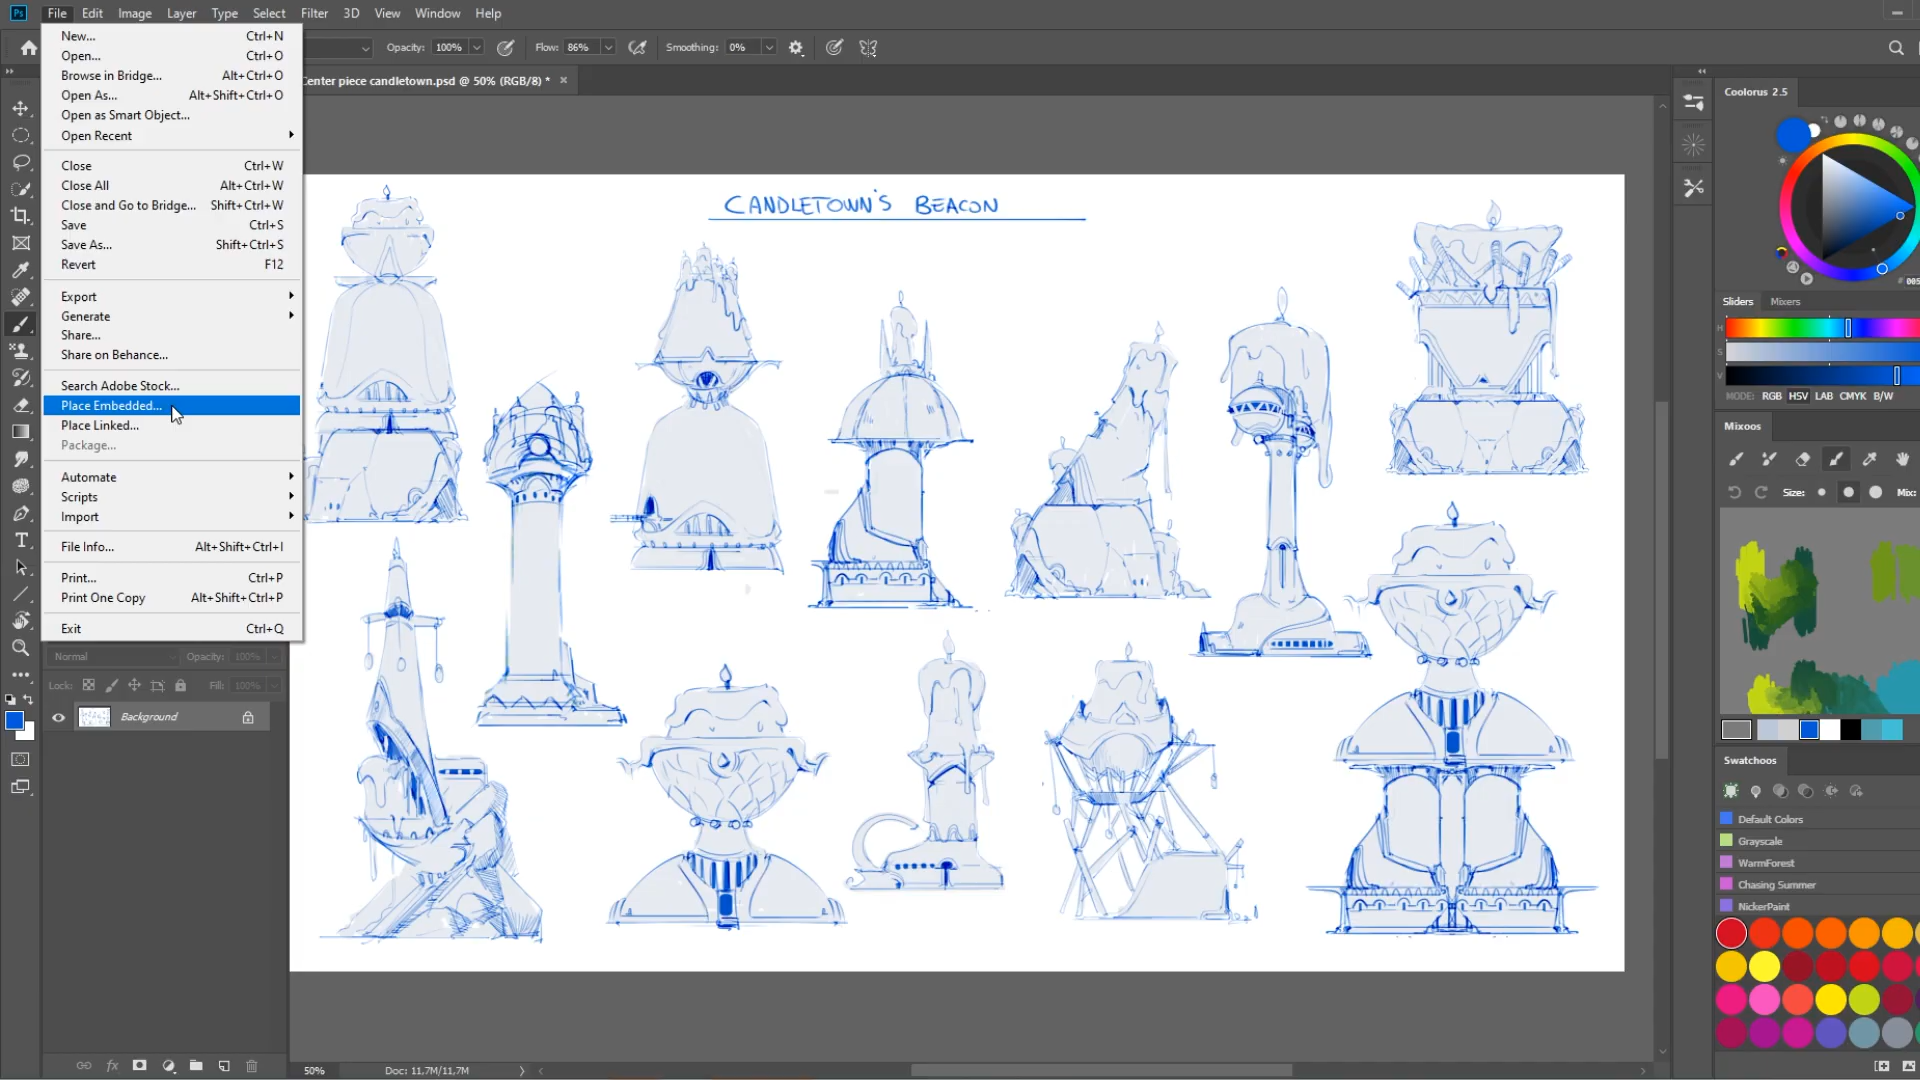 Ps File Edit Image Layer Type Select Filter 3D View Window Help
Opacity: 100% Flow: 86% Smoothing: 0%
Center piece candletown.psd @ 50% (RGB/8) *
New... Ctrl+N
Open... Ctrl+O
Browse in Bridge... Alt+Ctrl+O
Open As... Alt+Shift+Ctrl+O
Open as Smart Object...
Open Recent
Close Ctrl+W
Close All Alt+Ctrl+W
Close and Go to Bridge... Shift+Ctrl+W
Save Ctrl+S
Save As... Shift+Ctrl+S
Revert F12
Export
Generate
Share...
Share on Behance...
Search Adobe Stock...
Place Embedded...
Place Linked...
Package...
Automate
Scripts
Import
File Info... Alt+Shift+Ctrl+I
Print... Ctrl+P
Print One Copy Alt+Shift+Ctrl+P
Exit Ctrl+Q
Normal Opacity: 100%
Lock: Fill: 100%
Background
fx
CANDLETOWN'S BEACON
50% Doc: 11,7M/11,7M
Coolorus 2.5
# 005
Sliders Mixers
H
S
V
MODE: RGB HSV LAB CMYK B/W
Mixoos
Size: Mix:
Swatchoos
Default Colors
Grayscale
WarmForest
Chasing Summer
NickerPaint